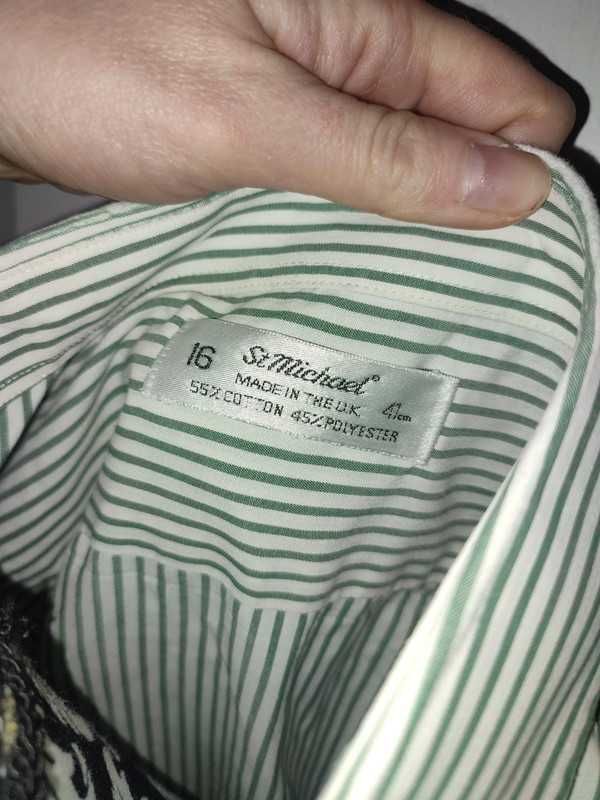 16 St Michael®
MADE IN THE U.K. 41cm
55% COTTON 45% POLYESTER